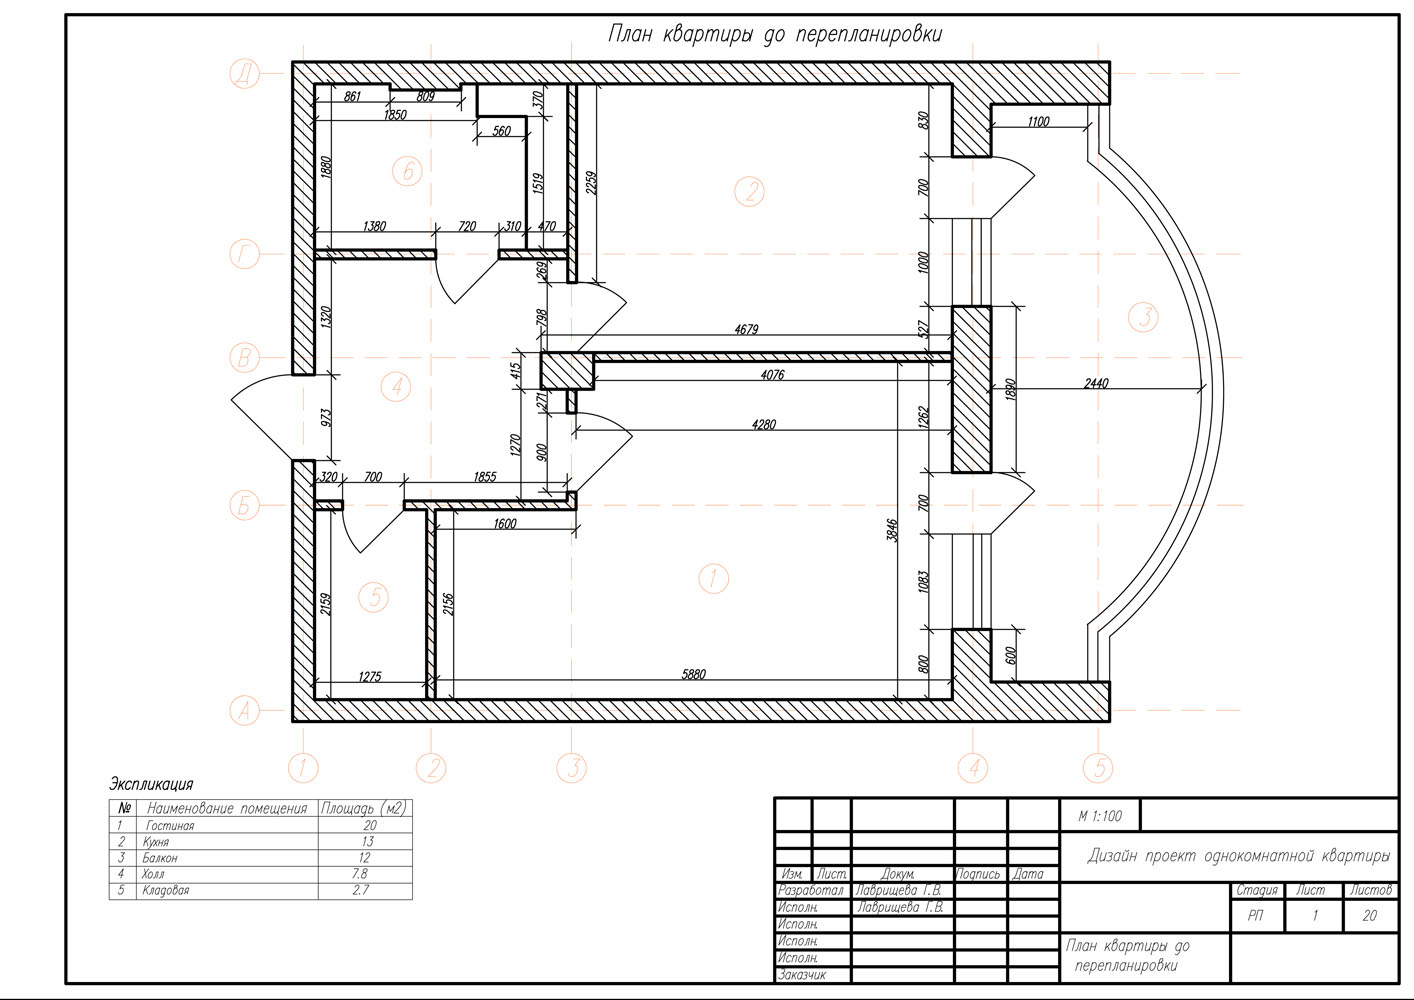 План квартиры до перепланировки
Д
861
809
1850
370
560
830
1100
6
1880
1519
2259
2
700
1380
720
310
470
Г
269
1000
1320
798
4679
527
3
В
415
4076
4
271
1262
1890
2440
973
1270
900
4280
320
700
1855
Б
1600
700
3846
5
2159
2156
1
1083
1275
5880
800
600
А
1
2
3
4
5
Экспликация
№ Наименование помещения Площадь (м2)
1 Гостиная 20
2 Кухня 13
3 Балкон 12
4 Холл 7.8
5 Кладовая 2.7
М 1:100
Дизайн проект однокомнатной квартиры
Изм. Лист. Докум. Подпись Дата
Разработал Лаврищева Г.В.
Стадия Лист Листов
Исполн. Лаврищева Г.В.
РП 1 20
Исполн.
Исполн.
План квартиры до
Исполн.
перепланировки
Заказчик